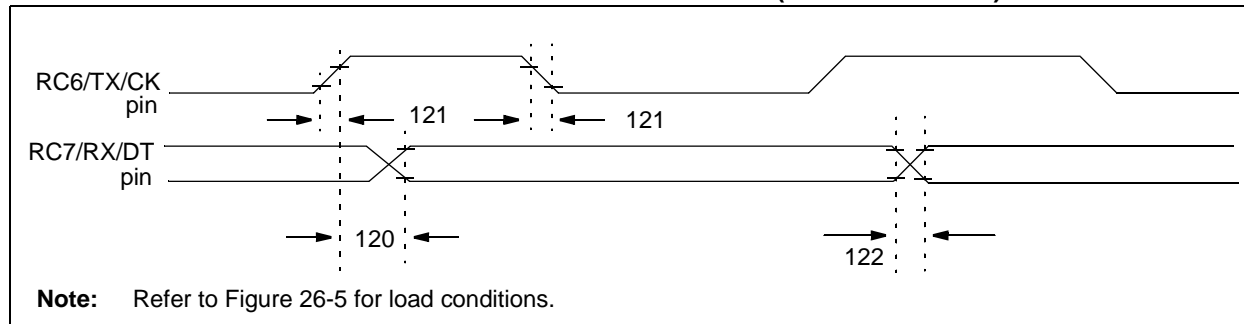 RC6/TX/CK
pin
121
121
RC7/RX/DT
pin
120
122
Note: Refer to Figure 26-5 for load conditions.